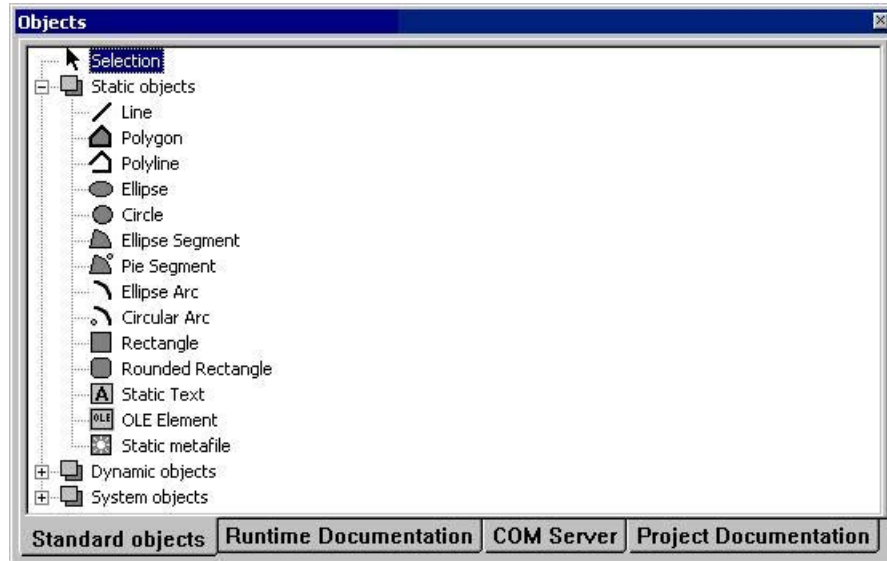 Objects
Selection
Static objects
Line
Polygon
Polyline
Ellipse
Circle
Ellipse Segment
Pie Segment
Ellipse Arc
Circular Arc
Rectangle
Rounded Rectangle
A Static Text
OLE OLE Element
Static metafile
Dynamic objects
System objects
Standard objects Runtime Documentation COM Server Project Documentation